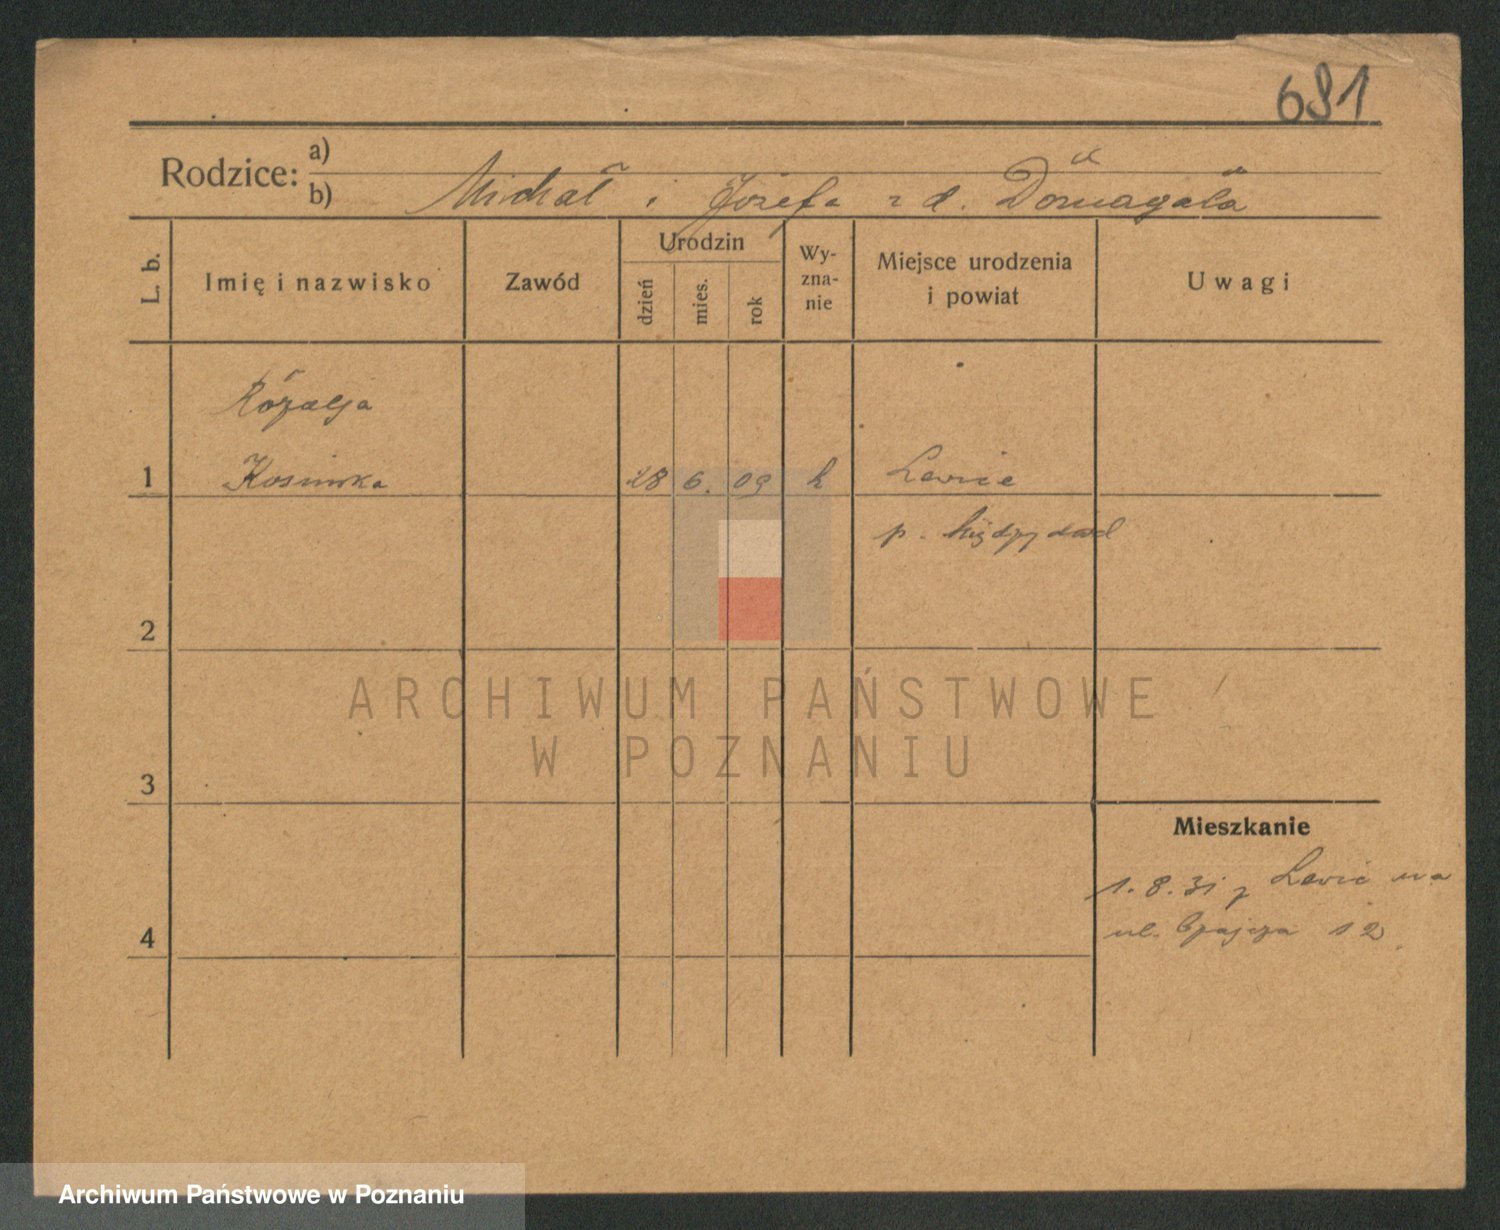 691
Rodzice: a)
b) Michał i Józefa z d. Domagała
L. b.
Imię i nazwisko
Zawód
Urodzin
dzień
mies.
rok
Wy-
zna-
nie
Miejsce urodzenia
i powiat
Uwagi
Rozalja
1 Kosinska 28 6. 09 k Lewice
p. Międzychód
2
3
4
Mieszkanie
1.8.31 z Lewic na
ul. 12
ARCHIWUM PAŃSTWOWE
W POZNANIU
Archiwum Państwowe w Poznaniu